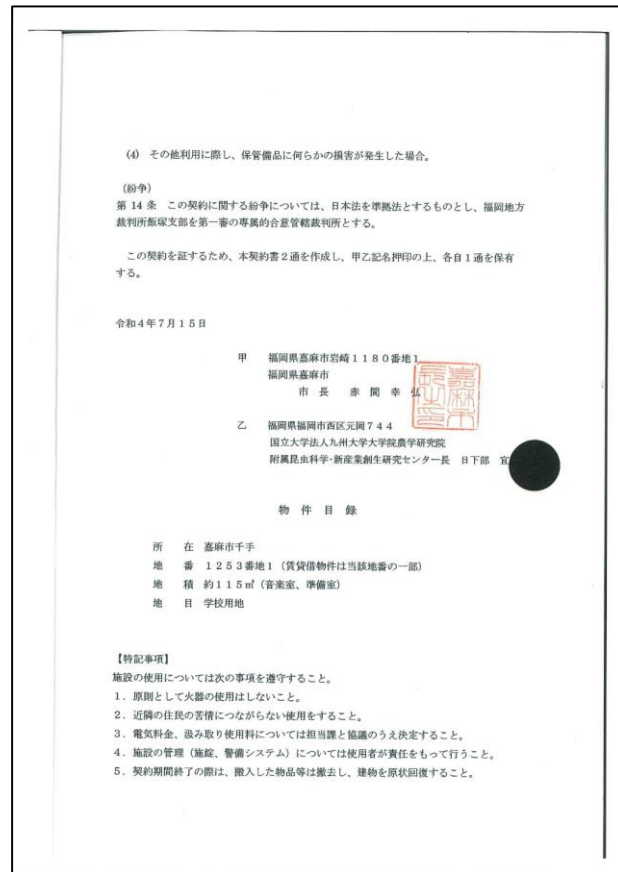 (4) その他利用に際し、保管備品に何らかの損害が発生した場合。
(紛争)
第 14 条 この契約に関する紛争については、日本法を準拠法とするものとし、福岡地方
裁判所飯塚支部を第一審の専属的合意管轄裁判所とする。
この契約を証するため、本契約書2通を作成し、甲乙記名押印の上、各自1通を保有
する。
令和4年7月15日
甲 福岡県嘉麻市岩崎1180番地1
福岡県嘉麻市
市 長 赤 間 幸 弘
嘉麻市長之印
乙 福岡県福岡市西区元岡744
国立大学法人九州大学大学院農学研究院
附属昆虫科学・新産業創生研究センター長 日下部 宜
物 件 目 録
所 在 嘉麻市千手
地 番 1253番地1(賃貸借物件は当該地番の一部)
地 積 約115㎡(音楽室、準備室)
地 目 学校用地
【特記事項】
施設の使用については次の事項を遵守すること。
1.原則として火器の使用はしないこと。
2.近隣の住民の苦情につながらない使用をすること。
3.電気料金、汲み取り使用料については担当課と協議のうえ決定すること。
4.施設の管理(施錠、警備システム)については使用者が責任をもって行うこと。
5.契約期間終了の際は、搬入した物品等は撤去し、建物を原状回復すること。